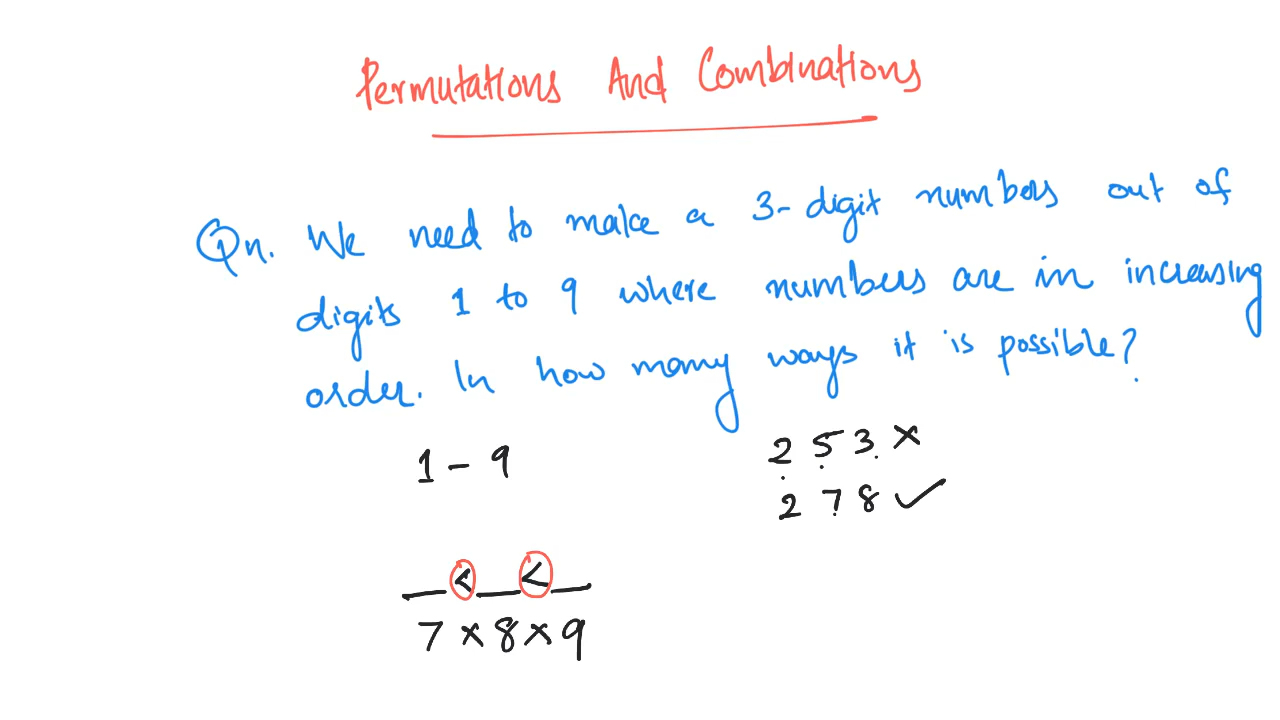 Permutations And Combinations
Qn. We need to make a 3-digit numbers out of
digits 1 to 9 where numbers are in increasing
order. In how many ways it is possible?
1 - 9
2 5 3 ×
2 7 8 ✓
_ < _ < _
7 × 8 × 9